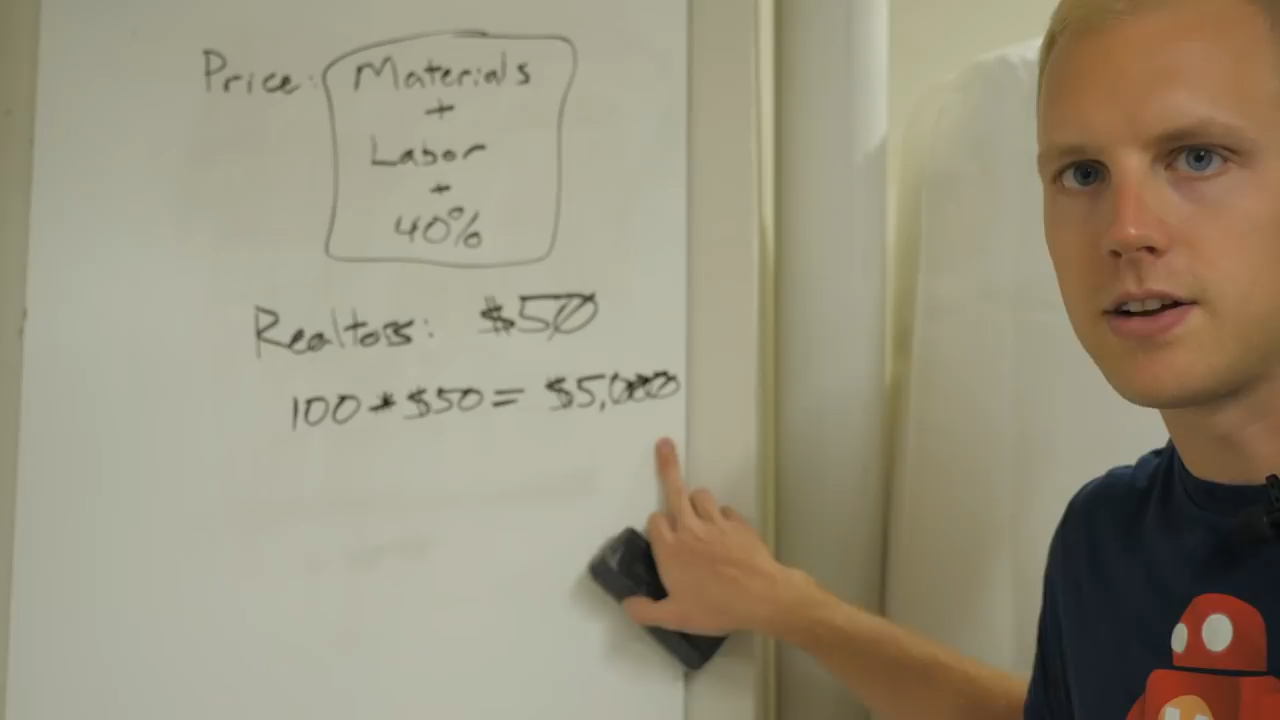 Price: Materials
+
Labor
+
40%
Realtors: $50
100 * $50 = $5,000